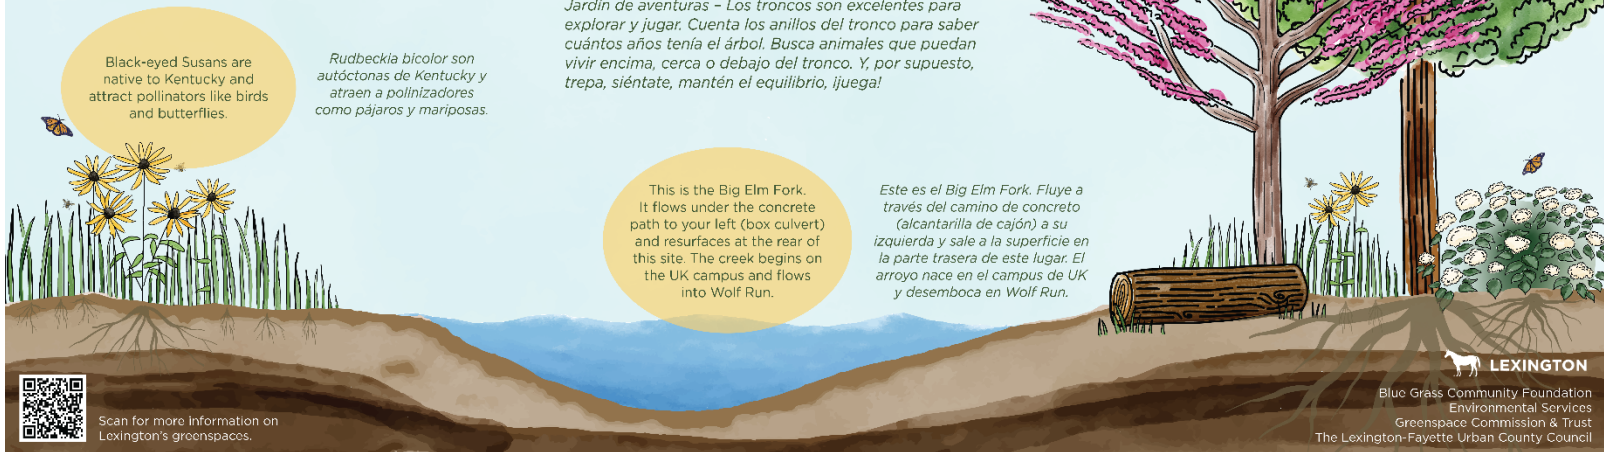 Black-eyed Susans are
native to Kentucky and
attract pollinators like birds
and butterflies.
Rudbeckia bicolor son
autóctonas de Kentucky y
atraen a polinizadores
como pájaros y mariposas.
Jardín de aventuras – Los troncos son excelentes para
explorar y jugar. Cuenta los anillos del tronco para saber
cuántos años tenía el árbol. Busca animales que puedan
vivir encima, cerca o debajo del tronco. Y, por supuesto,
trepa, siéntate, mantén el equilibrio, ¡juega!
This is the Big Elm Fork.
It flows under the concrete
path to your left (box culvert)
and resurfaces at the rear of
this site. The creek begins on
the UK campus and flows
into Wolf Run.
Este es el Big Elm Fork. Fluye a
través del camino de concreto
(alcantarilla de cajón) a su
izquierda y sale a la superficie en
la parte trasera de este lugar. El
arroyo nace en el campus de UK
y desemboca en Wolf Run.
Scan for more information on
Lexington's greenspaces.
LEXINGTON
Blue Grass Community Foundation
Environmental Services
Greenspace Commission & Trust
The Lexington-Fayette Urban County Council